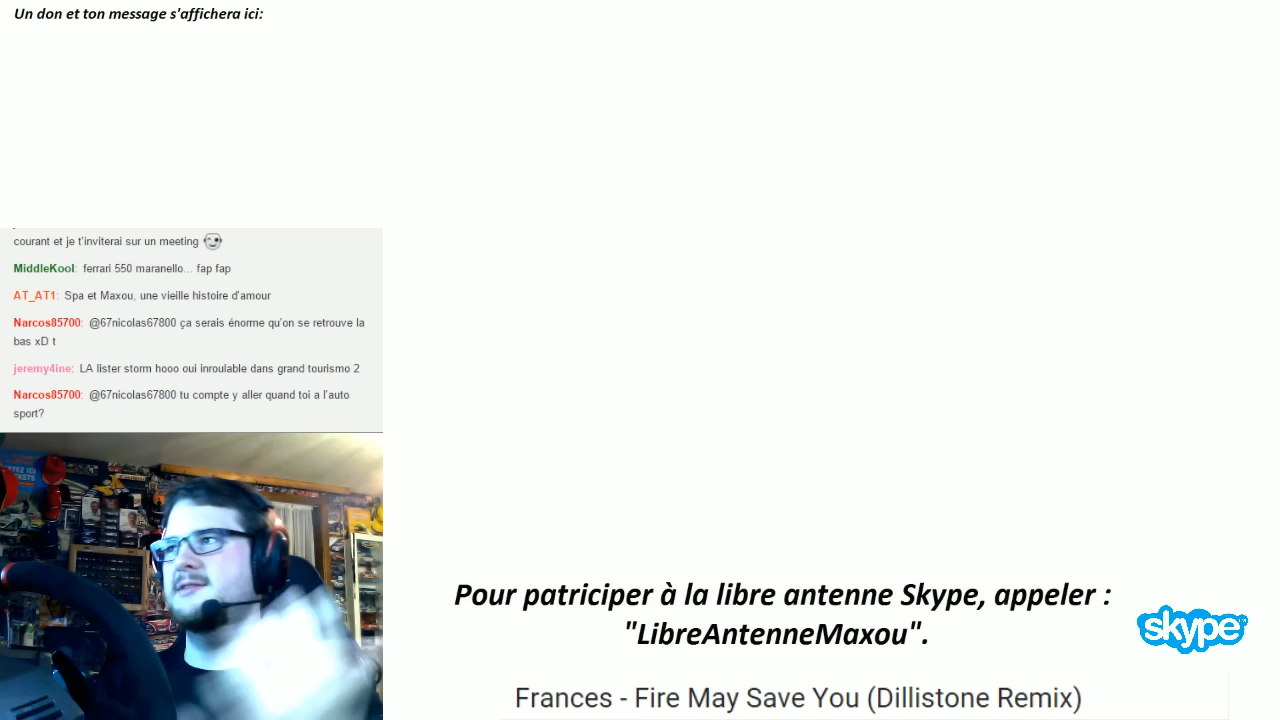 Un don et ton message s'affichera ici:
courant et je t'inviterai sur un meeting
MiddleKool: ferrari 550 maranello... fap fap
AT_AT1: Spa et Maxou, une vieille histoire d'amour
Narcos85700: @67nicolas67800 ça serais énorme qu'on se retrouve la
bas xD t
jeremy4ine: LA lister storm hooo oui inroulable dans grand tourismo 2
Narcos85700: @67nicolas67800 tu compte y aller quand toi a l'auto
sport?
Pour patriciper à la libre antenne Skype, appeler :
"LibreAntenneMaxou".
skype
Frances - Fire May Save You (Dillistone Remix)